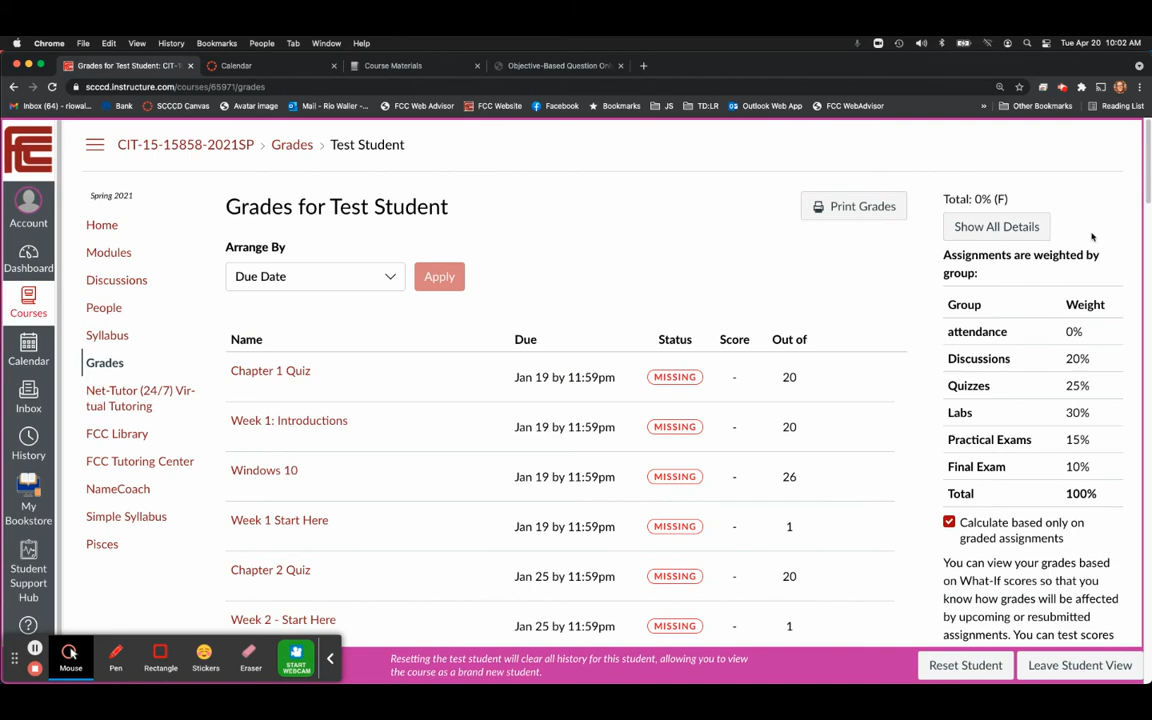 Chrome File Edit View History Bookmarks People Tab Window Help Tue Apr 20 10:02 AM
Grades for Test Student: CIT-1 Calendar Course Materials Objective-Based Question Onl
scccd.instructure.com/courses/65971/grades
Inbox (6) - riowal... Bank SCCCD Canvas Avatar image Mail - Rio Waller -... FCC Web Advisor FCC Website Facebook Bookmarks JS TD:LR Outlook Web App FCC WebAdvisor » Other Bookmarks Reading List
CIT-15-15858-2021SP > Grades > Test Student
FCC
Account
Dashboard
Courses
Calendar
Inbox
History
My
Bookstore
Student
Support
Hub
Spring 2021
Home
Modules
Discussions
People
Syllabus
Grades
Net-Tutor (24/7) Vir-
tual Tutoring
FCC Library
FCC Tutoring Center
NameCoach
Simple Syllabus
Pisces
Grades for Test Student
Print Grades
Arrange By
Due Date Apply
Name Due Status Score Out of
Chapter 1 Quiz Jan 19 by 11:59pm MISSING - 20
Week 1: Introductions Jan 19 by 11:59pm MISSING - 20
Windows 10 Jan 19 by 11:59pm MISSING - 26
Week 1 Start Here Jan 19 by 11:59pm MISSING - 1
Chapter 2 Quiz Jan 25 by 11:59pm MISSING - 20
Week 2 - Start Here Jan 25 by 11:59pm MISSING - 1
Total: 0% (F)
Show All Details
Assignments are weighted by
group:
Group Weight
attendance 0%
Discussions 20%
Quizzes 25%
Labs 30%
Practical Exams 15%
Final Exam 10%
Total 100%
Calculate based only on
graded assignments
You can view your grades based
on What-If scores so that you
know how grades will be affected
by upcoming or resubmitted
assignments. You can test scores
Mouse Pen Rectangle Stickers Eraser START
WEBCAM
Resetting the test student will clear all history for this student, allowing you to view
the course as a brand new student.
Reset Student Leave Student View